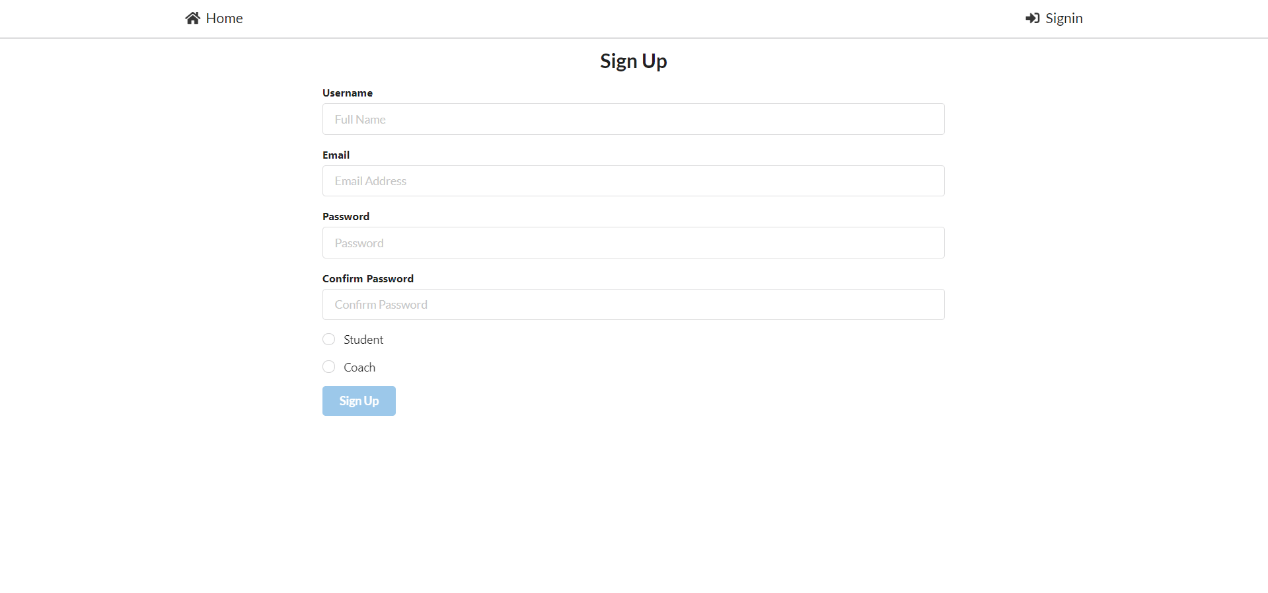 Home Signin
Sign Up
Username
Full Name
Email
Email Address
Password
Password
Confirm Password
Confirm Password
Student
Coach
Sign Up